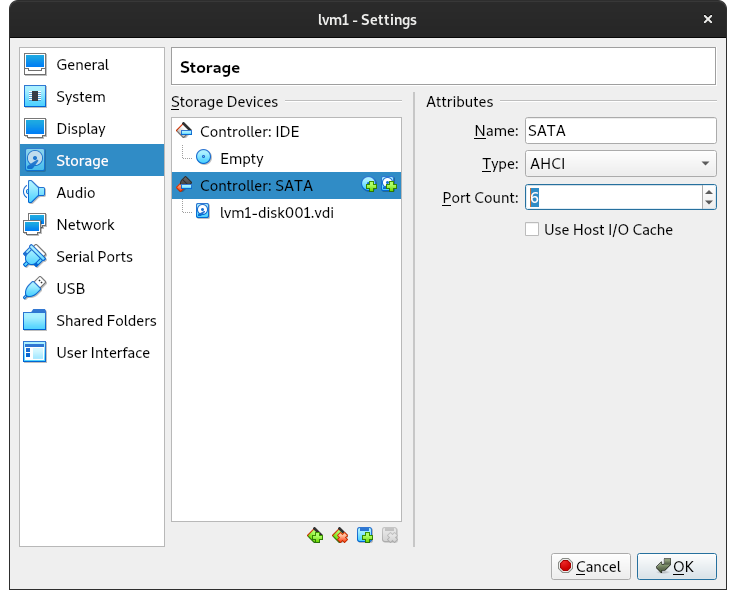 lvm1 - Settings
General
System
Display
Storage
Audio
Network
Serial Ports
USB
Shared Folders
User Interface
Storage
Storage Devices
Controller: IDE
Empty
Controller: SATA
lvm1-disk001.vdi
Attributes
Name: SATA
Type: AHCI
Port Count: 6
Use Host I/O Cache
Cancel
OK